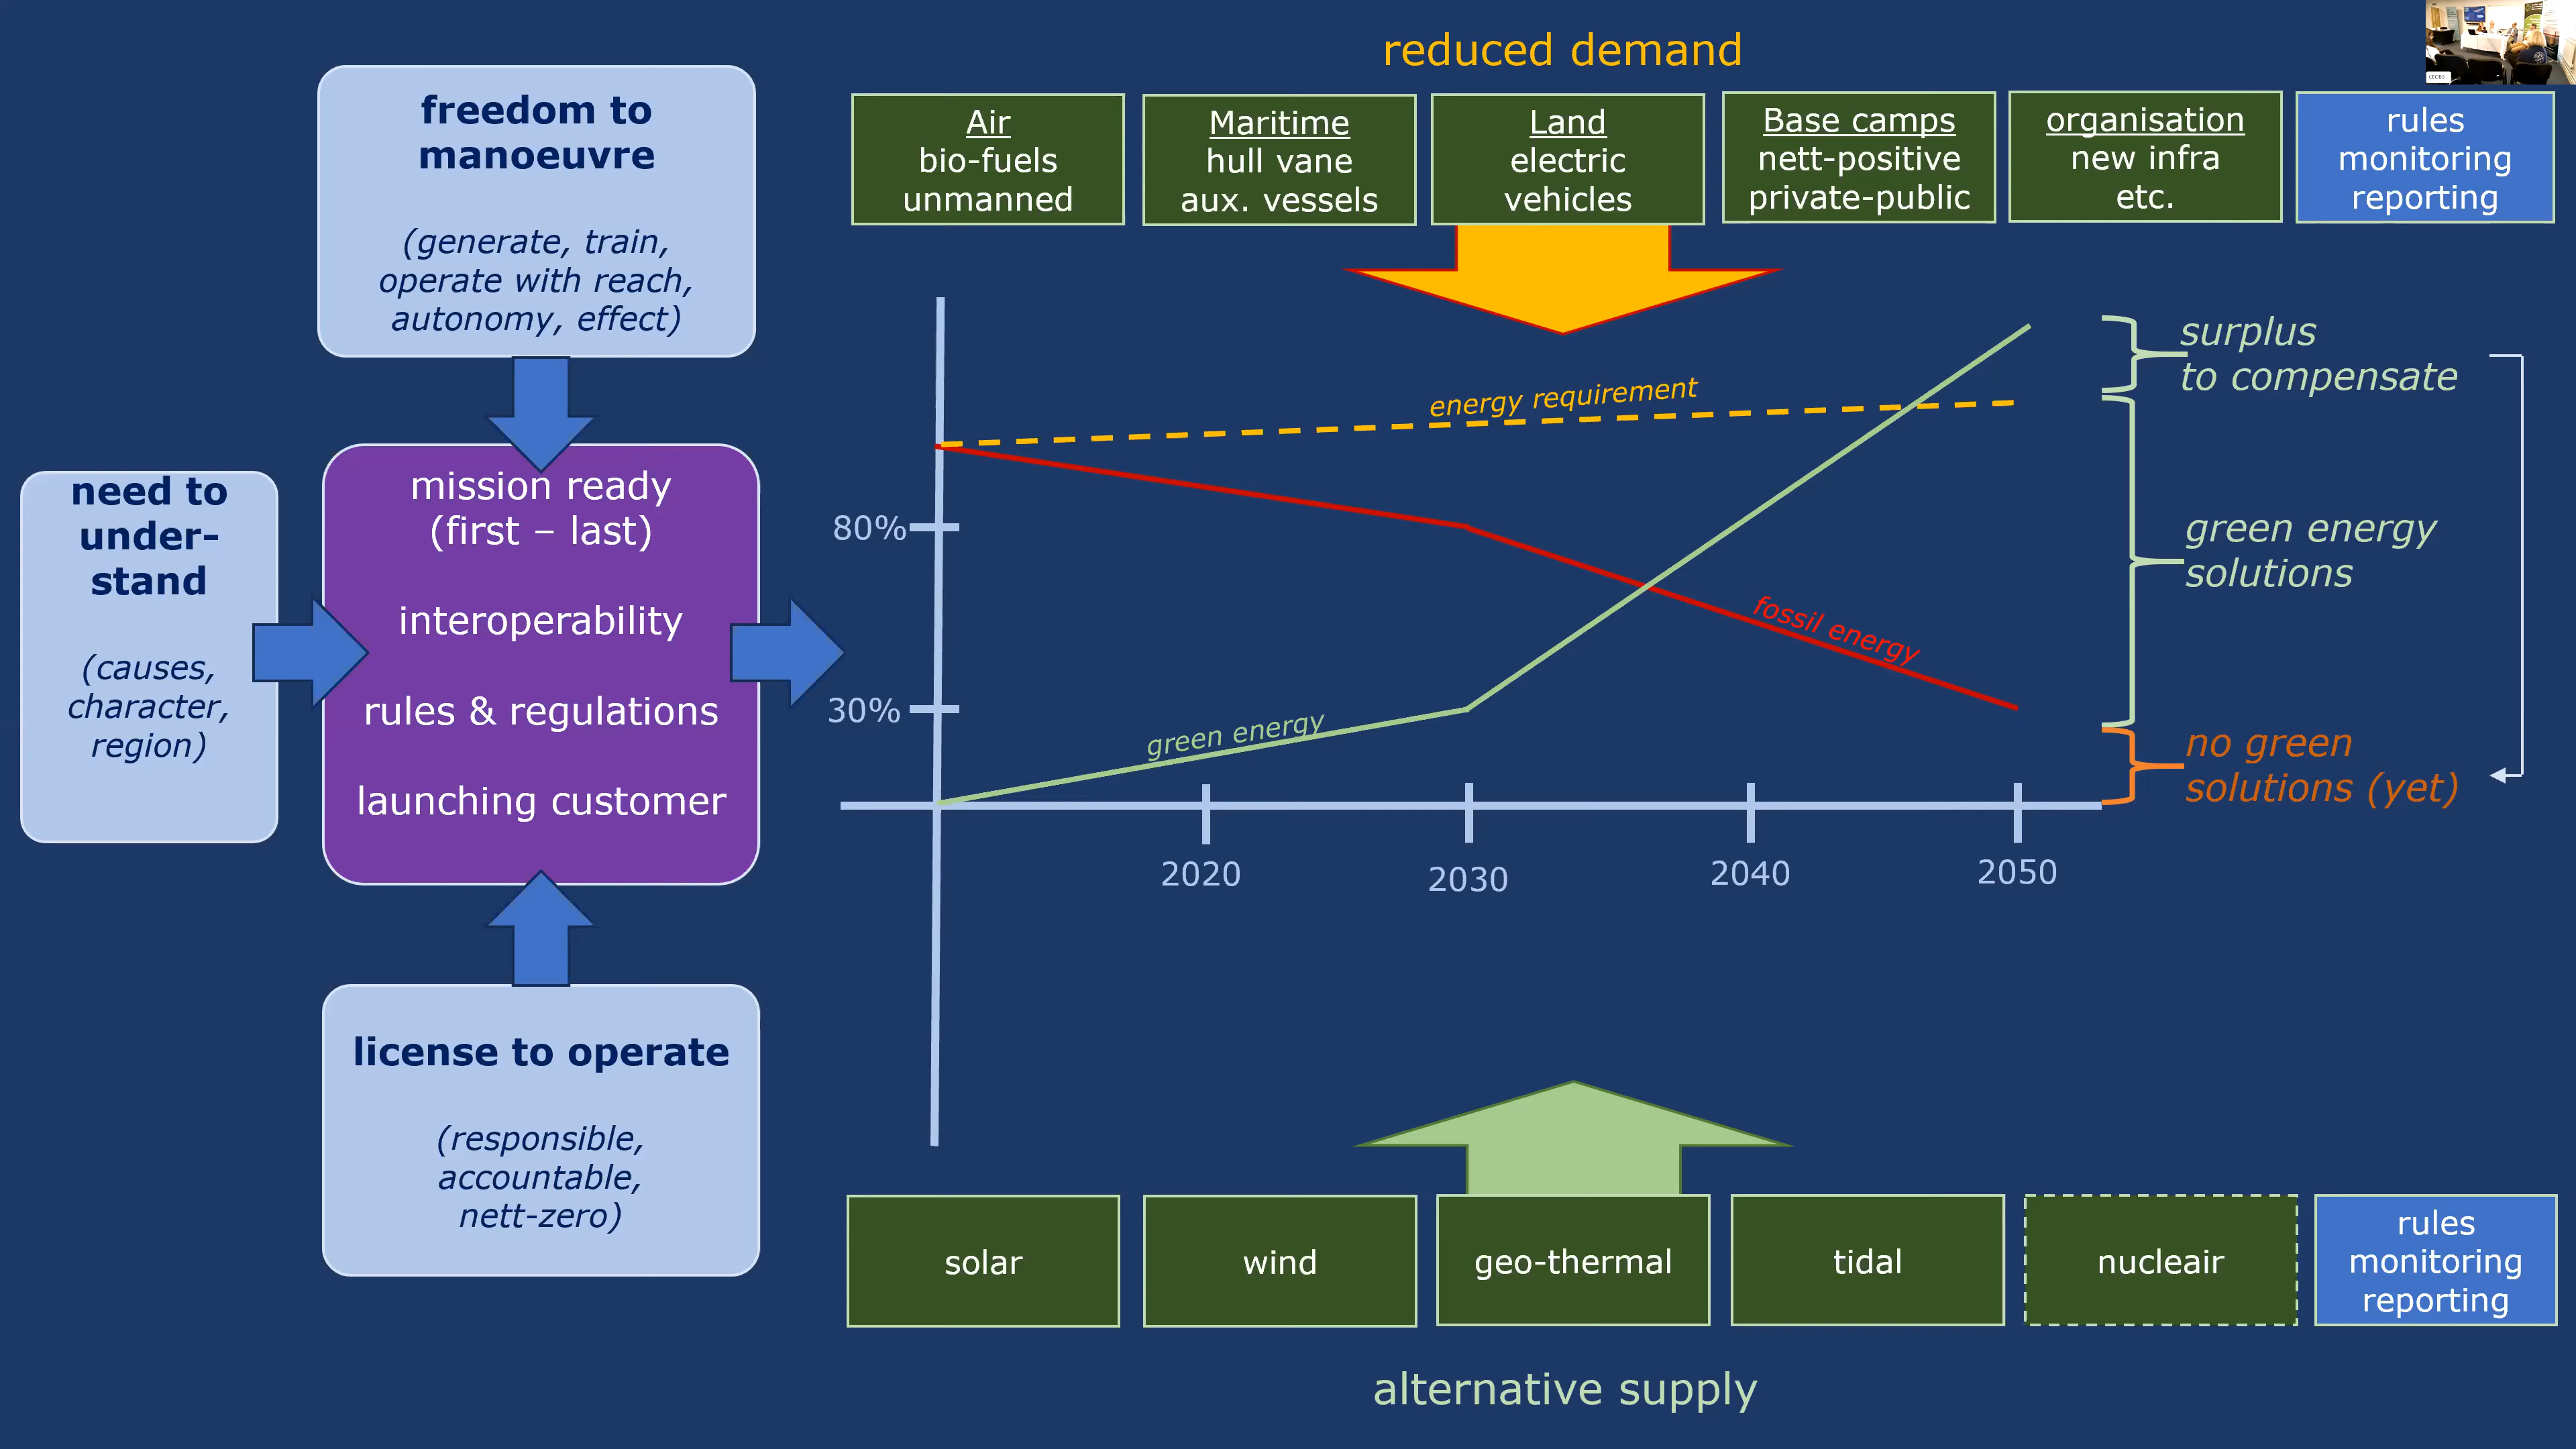 freedom to
manoeuvre
(generate, train,
operate with reach,
autonomy, effect)
need to
under-
stand
(causes,
character,
region)
mission ready
(first – last)
interoperability
rules & regulations
launching customer
license to operate
(responsible,
accountable,
nett-zero)
reduced demand
Air
bio-fuels
unmanned
Maritime
hull vane
aux. vessels
Land
electric
vehicles
Base camps
nett-positive
private-public
organisation
new infra
etc.
rules
monitoring
reporting
energy requirement
80%
fossil energy
30%
green energy
2020
2030
2040
2050
surplus
to compensate
green energy
solutions
no green
solutions (yet)
solar
wind
geo-thermal
tidal
nucleair
rules
monitoring
reporting
alternative supply